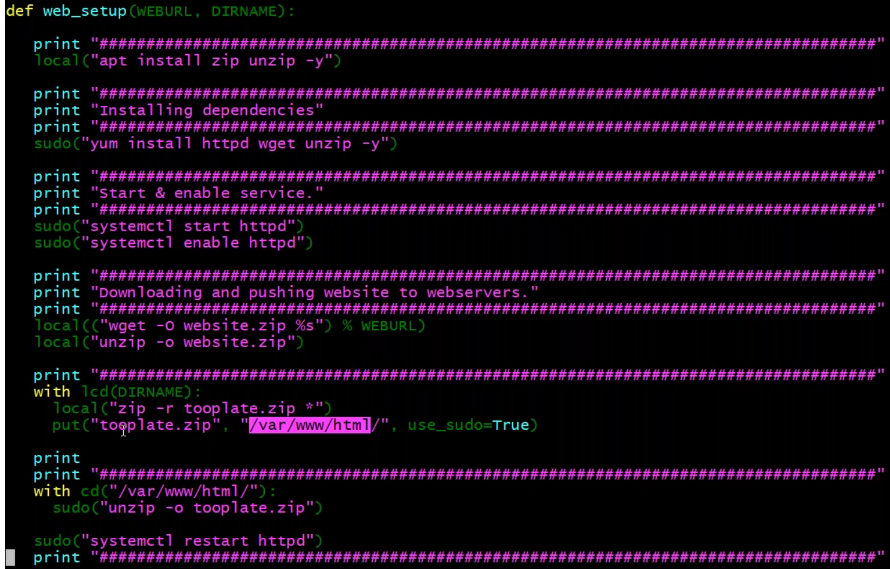 def web_setup(WEBURL, DIRNAME):
print "####################################################################################"
local("apt install zip unzip -y")
print "####################################################################################"
print "Installing dependencies"
print "####################################################################################"
sudo("yum install httpd wget unzip -y")
print "####################################################################################"
print "Start & enable service."
print "####################################################################################"
sudo("systemctl start httpd")
sudo("systemctl enable httpd")
print "####################################################################################"
print "Downloading and pushing website to webservers."
print "####################################################################################"
local(("wget -O website.zip %s") % WEBURL)
local("unzip -o website.zip")
print "####################################################################################"
with lcd(DIRNAME):
local("zip -r tooplate.zip *")
put("tooplate.zip", "/var/www/html/", use_sudo=True)
print
print "####################################################################################"
with cd("/var/www/html/"):
sudo("unzip -o tooplate.zip")
sudo("systemctl restart httpd")
print "####################################################################################"